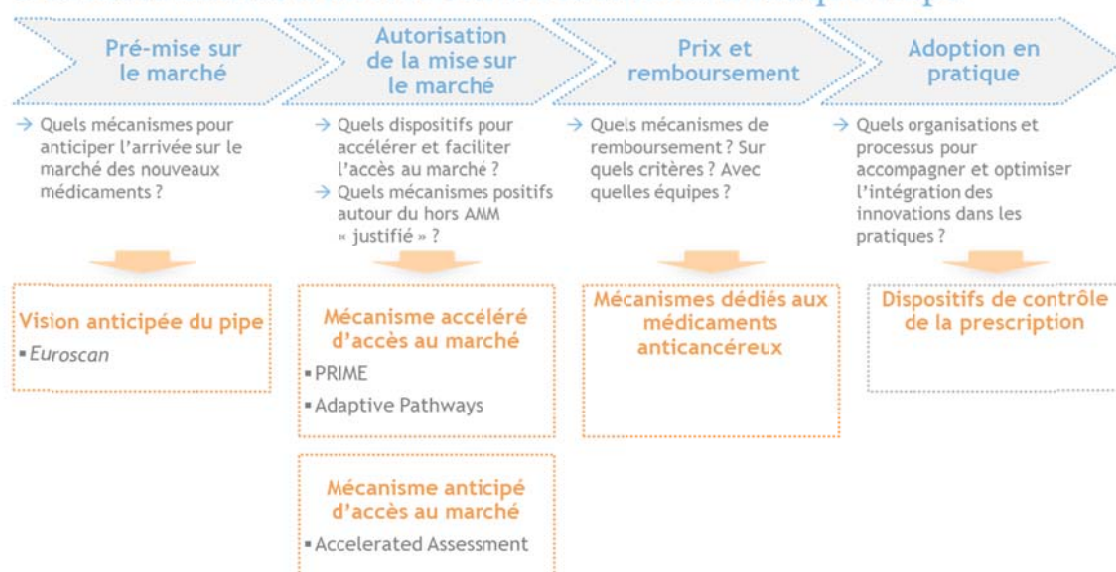 Pré-mise sur
le marché
Autorisation
de la mise sur
le marché
Prix et
remboursement
Adoption en
pratique
→ Quels mécanismes pour
anticiper l'arrivée sur le
marché des nouveaux
médicaments ?
→ Quels dispositifs pour
accélérer et faciliter
l'accès au marché ?
→ Quels mécanismes positifs
autour du hors AMM
« justifié » ?
→ Quels mécanismes de
remboursement ? Sur
quels critères ? Avec
quelles équipes ?
→ Quels organisations et
processus pour
accompagner et optimiser
l'intégration des
innovations dans les
pratiques ?
Vision anticipée du pipe
▪ Euroscan
Mécanisme accéléré
d'accès au marché
▪ PRIME
▪ Adaptive Pathways
Mécanisme anticipé
d'accès au marché
▪ Accelerated Assessment
Mécanismes dédiés aux
médicaments
anticancéreux
Dispositifs de contrôle
de la prescription